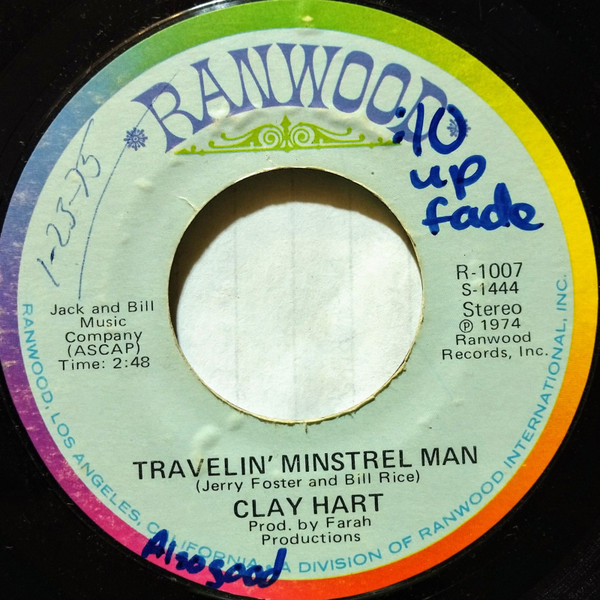 RANWOOD
:10
up
fade
1-23-75
R-1007
S-1444
Stereo
℗ 1974
Ranwood
Records, Inc.
Jack and Bill
Music
Company
(ASCAP)
Time: 2:48
TRAVELIN' MINSTREL MAN
(Jerry Foster and Bill Rice)
CLAY HART
Prod. by Farah
Productions
RANWOOD, LOS ANGELES, CALIFORNIA A DIVISION OF RANWOOD INTERNATIONAL, INC.
Also good